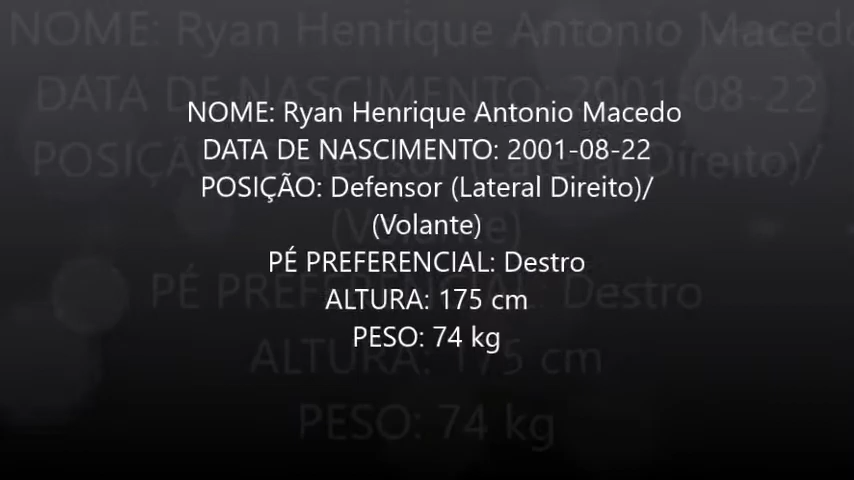 NOME: Ryan Henrique Antonio Macedo
DATA DE NASCIMENTO: 2001-08-22
POSIÇÃO: Defensor (Lateral Direito)/
(Volante)
PÉ PREFERENCIAL: Destro
ALTURA: 175 cm
PESO: 74 kg